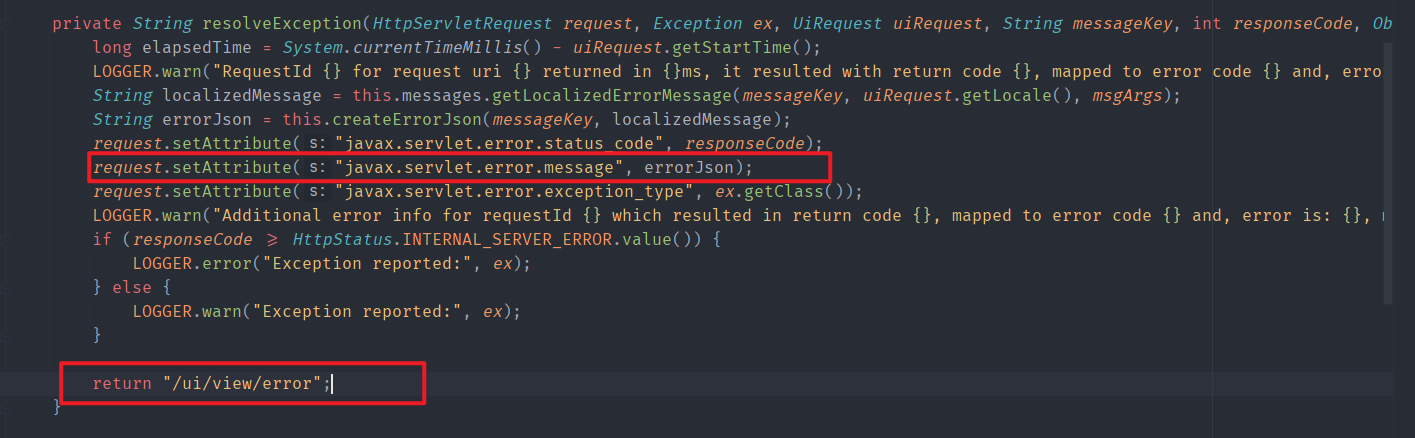 private String resolveException(HttpServletRequest request, Exception ex, UiRequest uiRequest, String messageKey, int responseCode, Ob
long elapsedTime = System.currentTimeMillis() - uiRequest.getStartTime();
LOGGER.warn("RequestId {} for request uri {} returned in {}ms, it resulted with return code {}, mapped to error code {} and, erro
String localizedMessage = this.messages.getLocalizedErrorMessage(messageKey, uiRequest.getLocale(), msgArgs);
String errorJson = this.createErrorJson(messageKey, localizedMessage);
request.setAttribute( s: "javax.servlet.error.status_code", responseCode);
request.setAttribute( s: "javax.servlet.error.message", errorJson);
request.setAttribute( s: "javax.servlet.error.exception_type", ex.getClass());
LOGGER.warn("Additional error info for requestId {} which resulted in return code {}, mapped to error code {} and, error is: {}, m
if (responseCode ⩾ HttpStatus.INTERNAL_SERVER_ERROR.value()) {
LOGGER.error("Exception reported:", ex);
} else {
LOGGER.warn("Exception reported:", ex);
}
return "/ui/view/error";
}